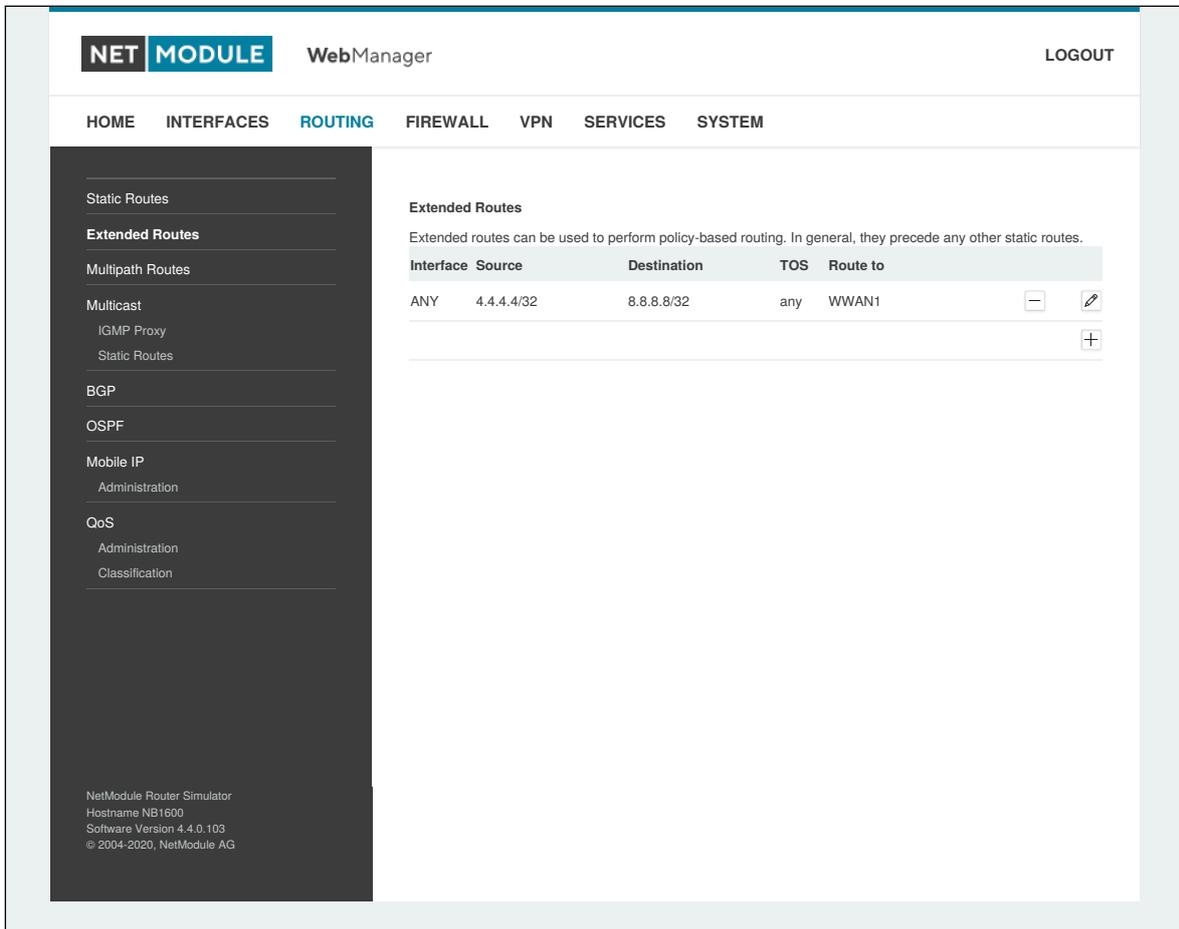 NET MODULE WebManager LOGOUT
HOME INTERFACES ROUTING FIREWALL VPN SERVICES SYSTEM
Static Routes
Extended Routes
Multipath Routes
Multicast
IGMP Proxy
Static Routes
BGP
OSPF
Mobile IP
Administration
QoS
Administration
Classification
NetModule Router Simulator
Hostname NB1600
Software Version 4.4.0.103
© 2004-2020, NetModule AG
Extended Routes
Extended routes can be used to perform policy-based routing. In general, they precede any other static routes.
Interface Source Destination TOS Route to
ANY 4.4.4.4/32 8.8.8.8/32 any WWAN1